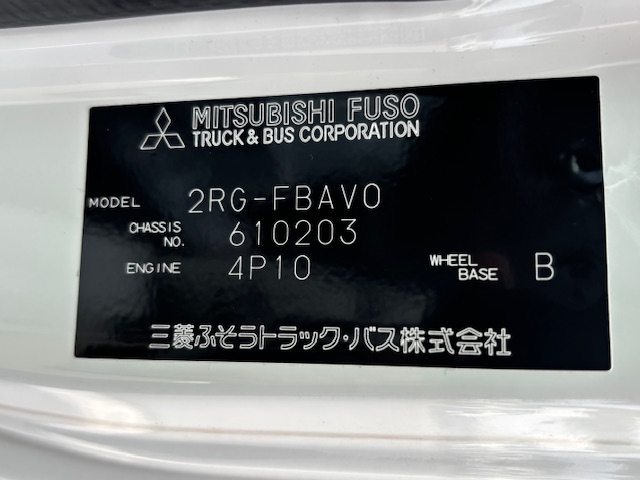 MITSUBISHI FUSO
TRUCK & BUS CORPORATION
MODEL 2RG-FBAV0
CHASSIS NO. 610203
ENGINE 4P10 WHEEL BASE B
三菱ふそうトラック・バス株式会社